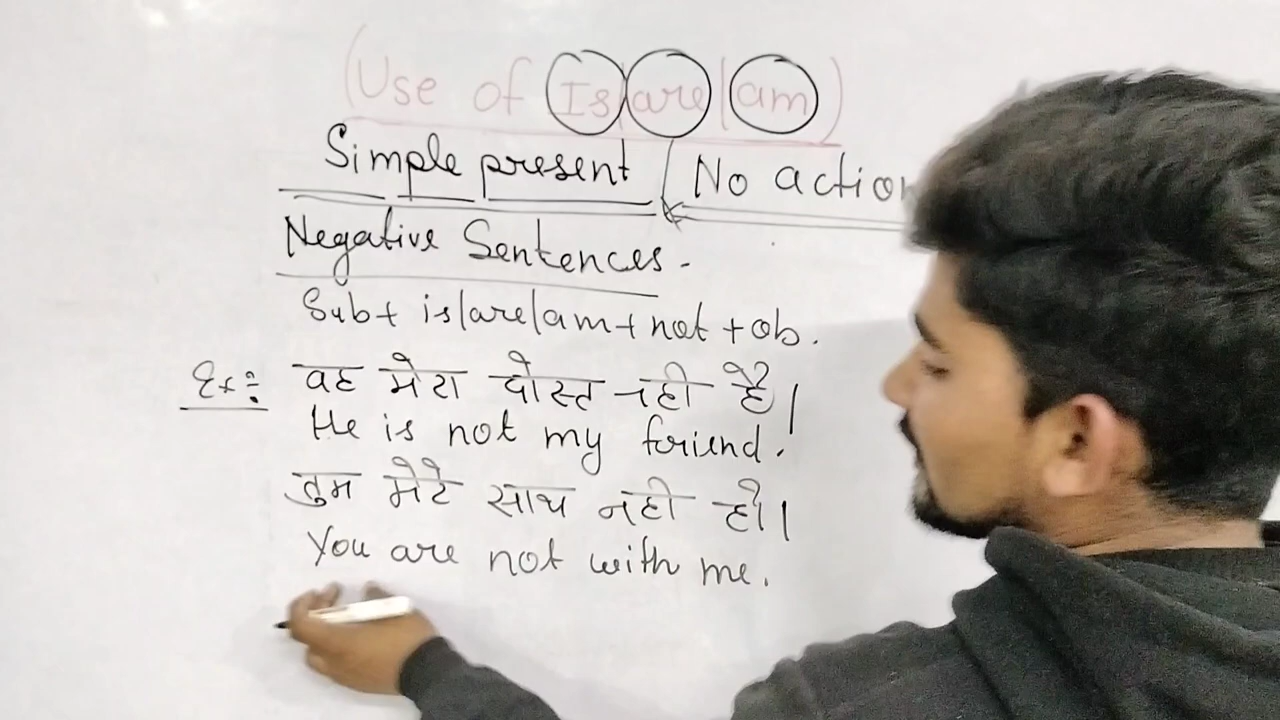 (Use of Is/are/am)
Simple present / No action
Negative Sentences.
Sub + is/are/am + not + ob.
Ex:- वह मेरा दोस्त नही है।
He is not my friend.
तुम मेरे साथ नही हो।
You are not with me.